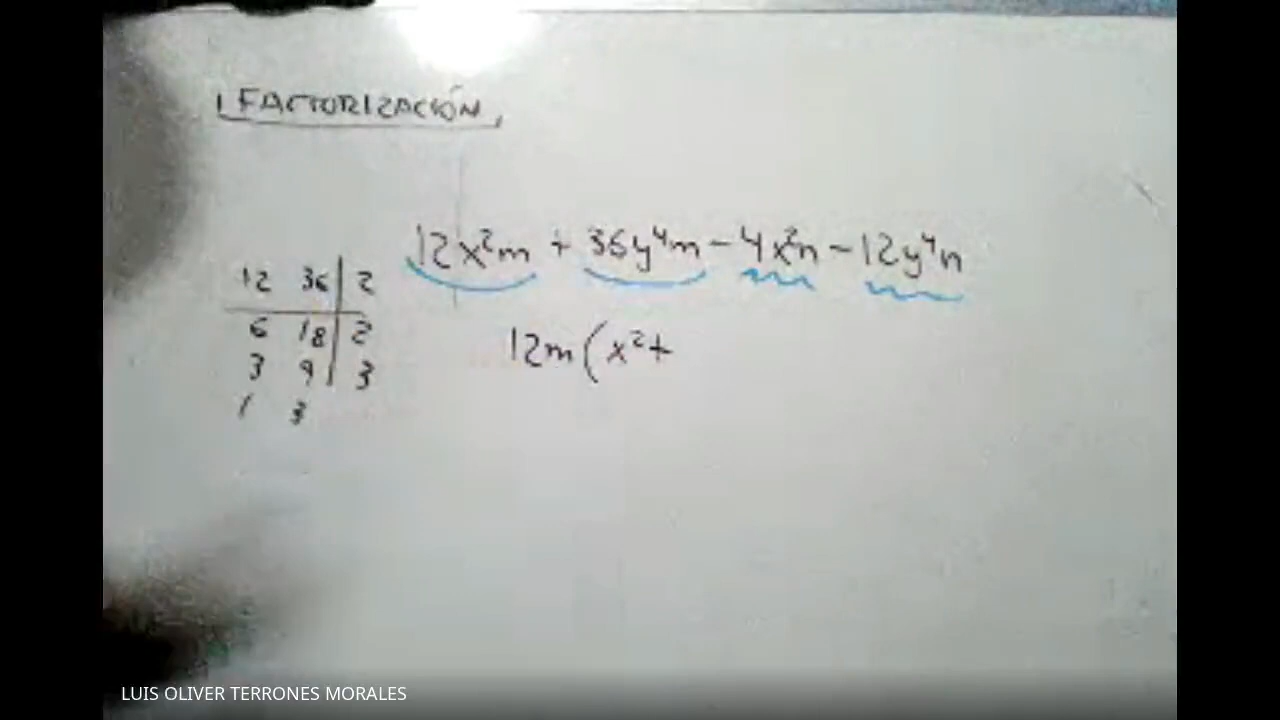 FACTORIZACIÓN
12x²m + 36y⁴m - 4x²n - 12y⁴n
12 36 | 2
6 18 | 2
3 9 | 3
1 3
12m(x²+
LUIS OLIVER TERRONES MORALES